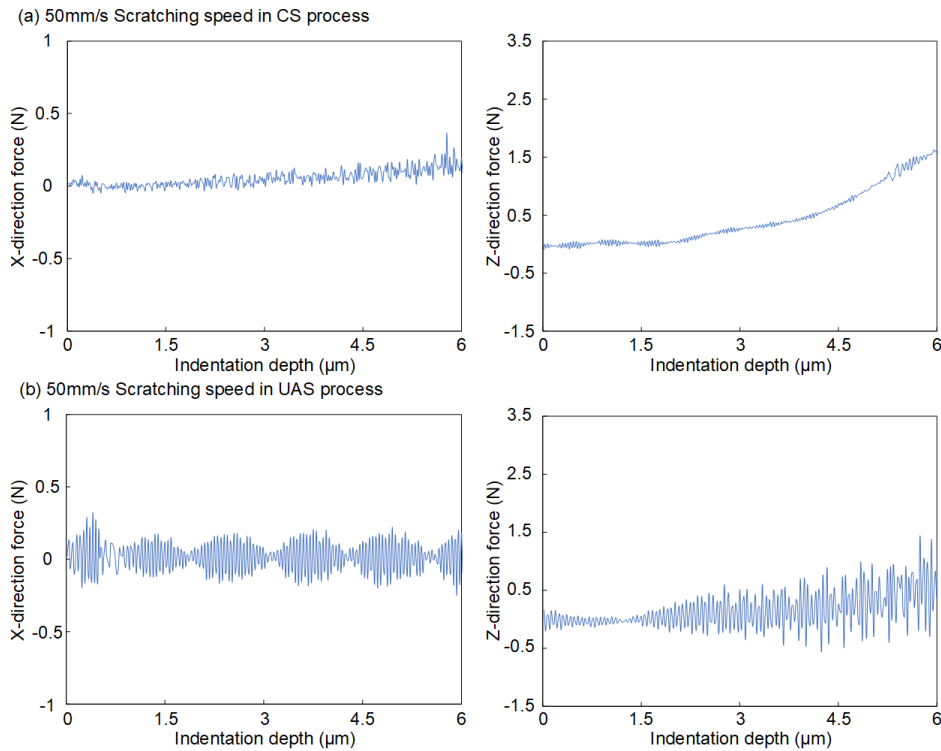 (a) 50mm/s Scratching speed in CS process
1
0.5
0
-0.5
-1
X-direction force (N)
0 1.5 3 4.5 6
Indentation depth (µm)
3.5
2.5
1.5
0.5
-0.5
-1.5
Z-direction force (N)
0 1.5 3 4.5 6
Indentation depth (µm)
(b) 50mm/s Scratching speed in UAS process
1
0.5
0
-0.5
-1
X-direction force (N)
0 1.5 3 4.5 6
Indentation depth (µm)
3.5
2.5
1.5
0.5
-0.5
-1.5
Z-direction force (N)
0 1.5 3 4.5 6
Indentation depth (µm)